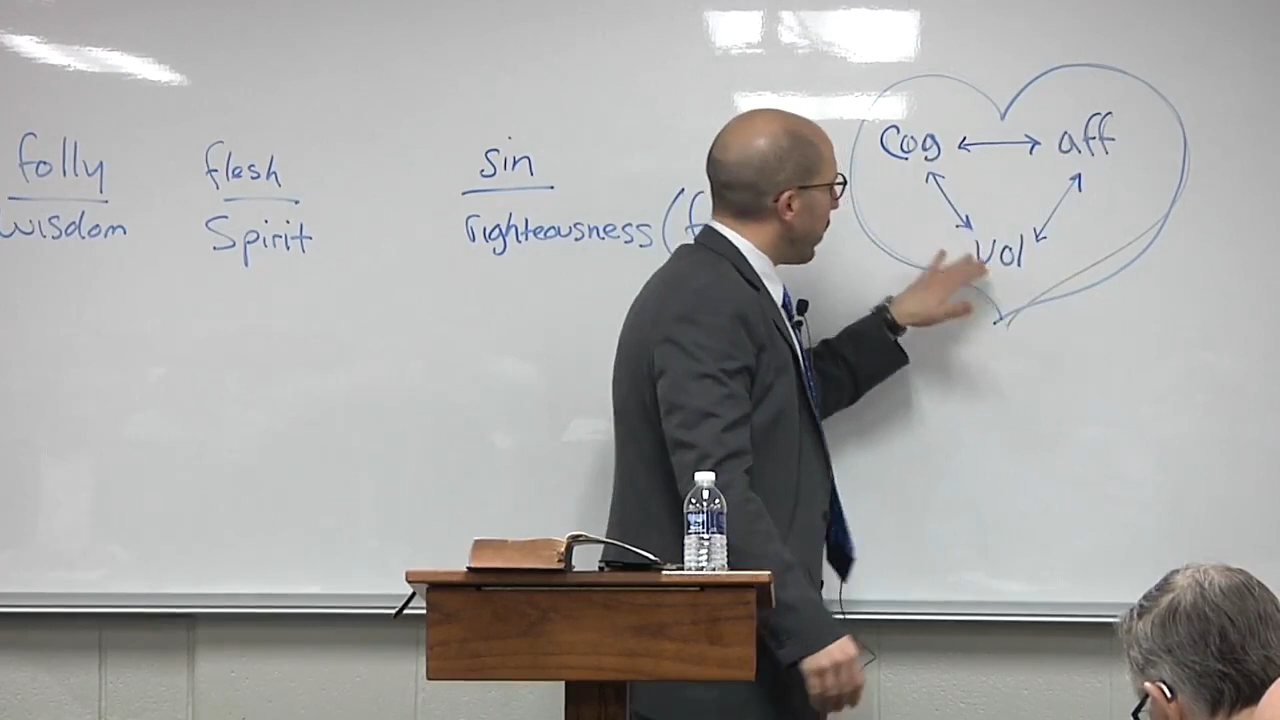 folly
wisdom
flesh
Spirit
sin
righteousness (
cog aff
vol